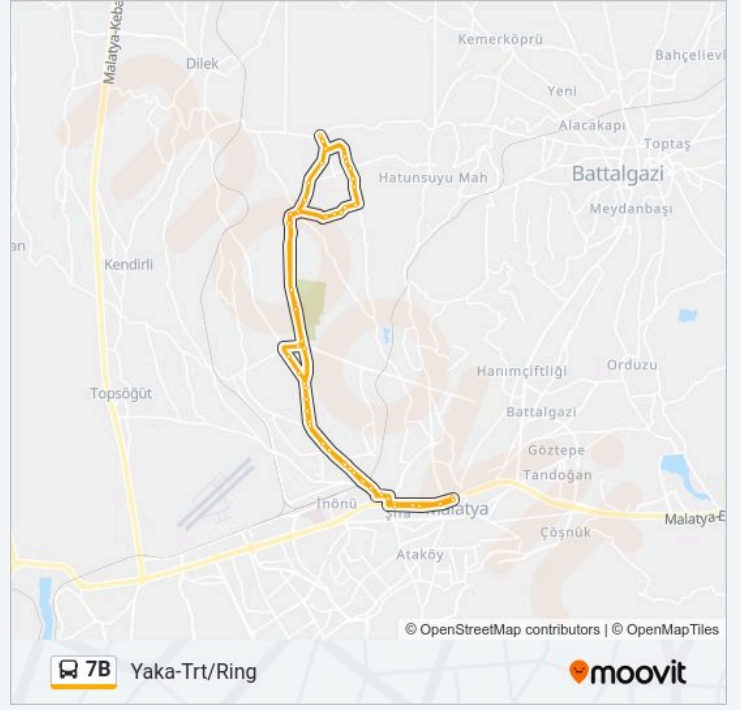 Malatya-Keba
Kemerköprü
Dilek
Bahçelievl
Yeni
Alacakapı
Toptaş
Battalgazi
Hatunsuyu Mah
Meydanbaşı
an
Kendirli
Hanımçiftliği
Orduzu
Topsöğüt
Battalgazi
Göztepe
Tandoğan
İnönü
Malatya
Malatya-E
Çöşnük
Ataköy
© OpenStreetMap contributors | © OpenMapTiles
7B Yaka-Trt/Ring
moovit